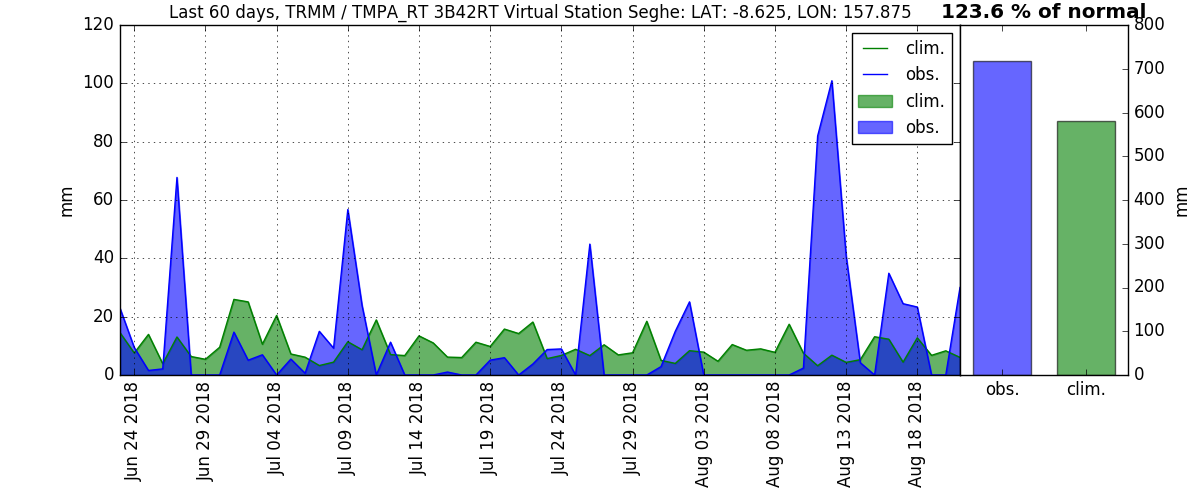 Last 60 days, TRMM / TMPA_RT 3B42RT Virtual Station Seghe: LAT: -8.625, LON: 157.875
123.6 % of normal
120
100
80
60
40
20
0
mm
clim.
obs.
clim.
obs.
Jun 24 2018
Jun 29 2018
Jul 04 2018
Jul 09 2018
Jul 14 2018
Jul 19 2018
Jul 24 2018
Jul 29 2018
Aug 03 2018
Aug 08 2018
Aug 13 2018
Aug 18 2018
800
700
600
500
400
300
200
100
0
mm
obs.
clim.